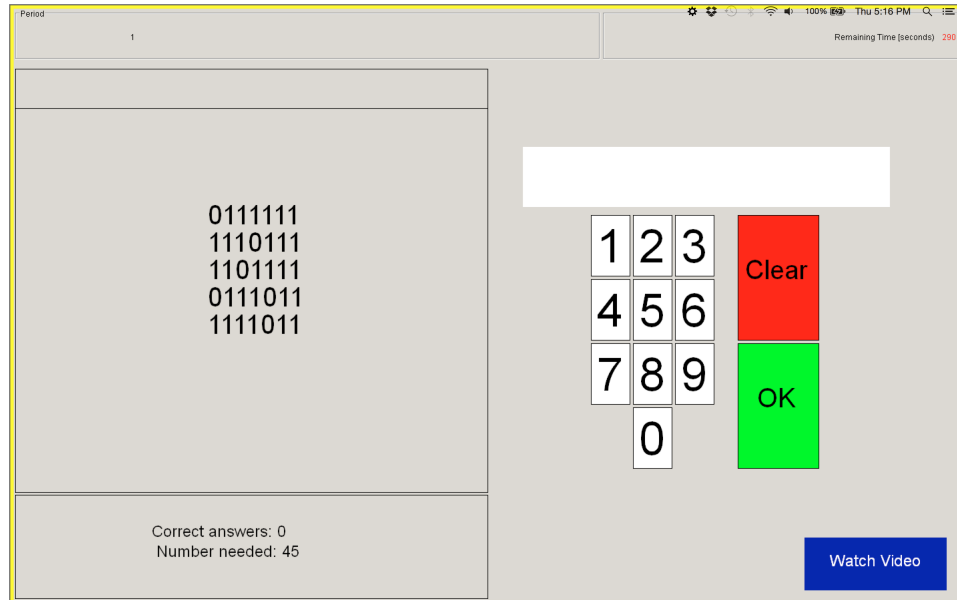 Period
100% Thu 5:16 PM
1
Remaining Time [seconds) 290
0111111
1110111
1101111
0111011
1111011
1 2 3
Clear
4 5 6
7 8 9
OK
0
Correct answers: 0
Number needed: 45
Watch Video